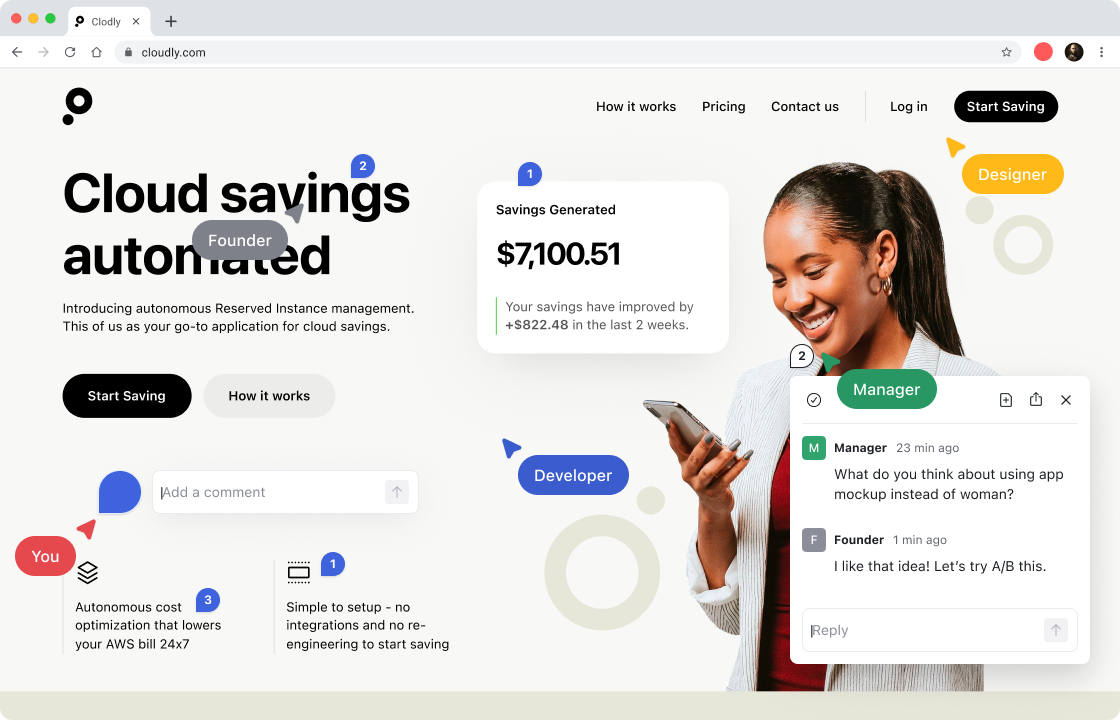 Clodly
cloudly.com
How it works
Pricing
Contact us
Log in
Start Saving
2
Cloud savings
Founder
automated
Introducing autonomous Reserved Instance management.
This of us as your go-to application for cloud savings.
Start Saving
How it works
1
Savings Generated
$7,100.51
Your savings have improved by
+$822.48 in the last 2 weeks.
Designer
2
Manager
M
Manager 23 min ago
What do you think about using app
mockup instead of woman?
F
Founder 1 min ago
I like that idea! Let’s try A/B this.
Reply
Developer
Add a comment
You
3
Autonomous cost
optimization that lowers
your AWS bill 24x7
1
Simple to setup - no
integrations and no re-
engineering to start saving